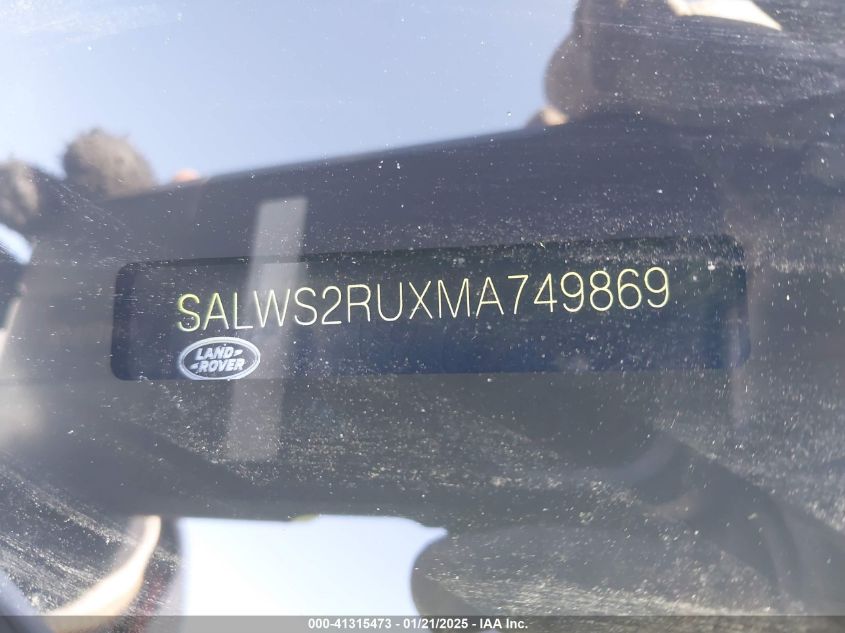 SALWS2RUXMA749869
LAND-
-ROVER
000-41315473 - 01/21/2025 - IAA Inc.